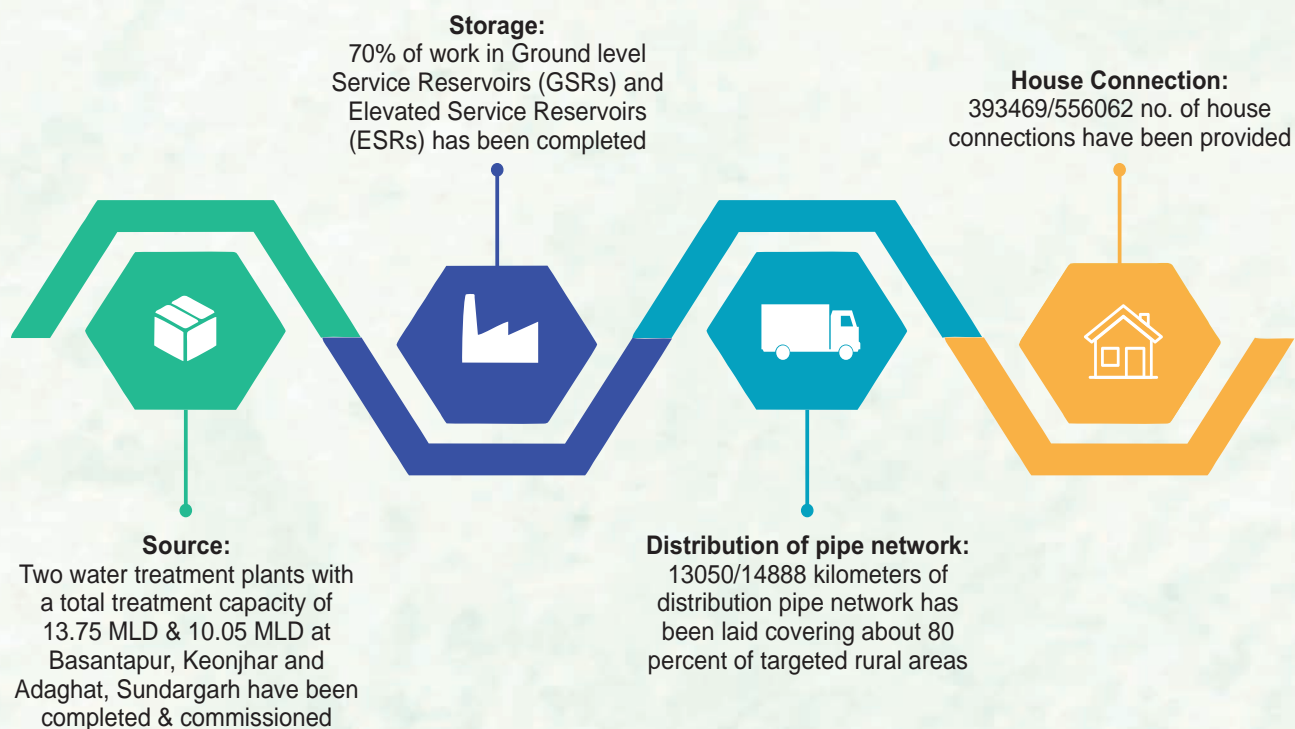 Storage:
70% of work in Ground level
Service Reservoirs (GSRs) and
Elevated Service Reservoirs
(ESRs) has been completed
House Connection:
393469/556062 no. of house
connections have been provided
Source:
Two water treatment plants with
a total treatment capacity of
13.75 MLD & 10.05 MLD at
Basantapur, Keonjhar and
Adaghat, Sundargarh have been
completed & commissioned
Distribution of pipe network:
13050/14888 kilometers of
distribution pipe network has
been laid covering about 80
percent of targeted rural areas